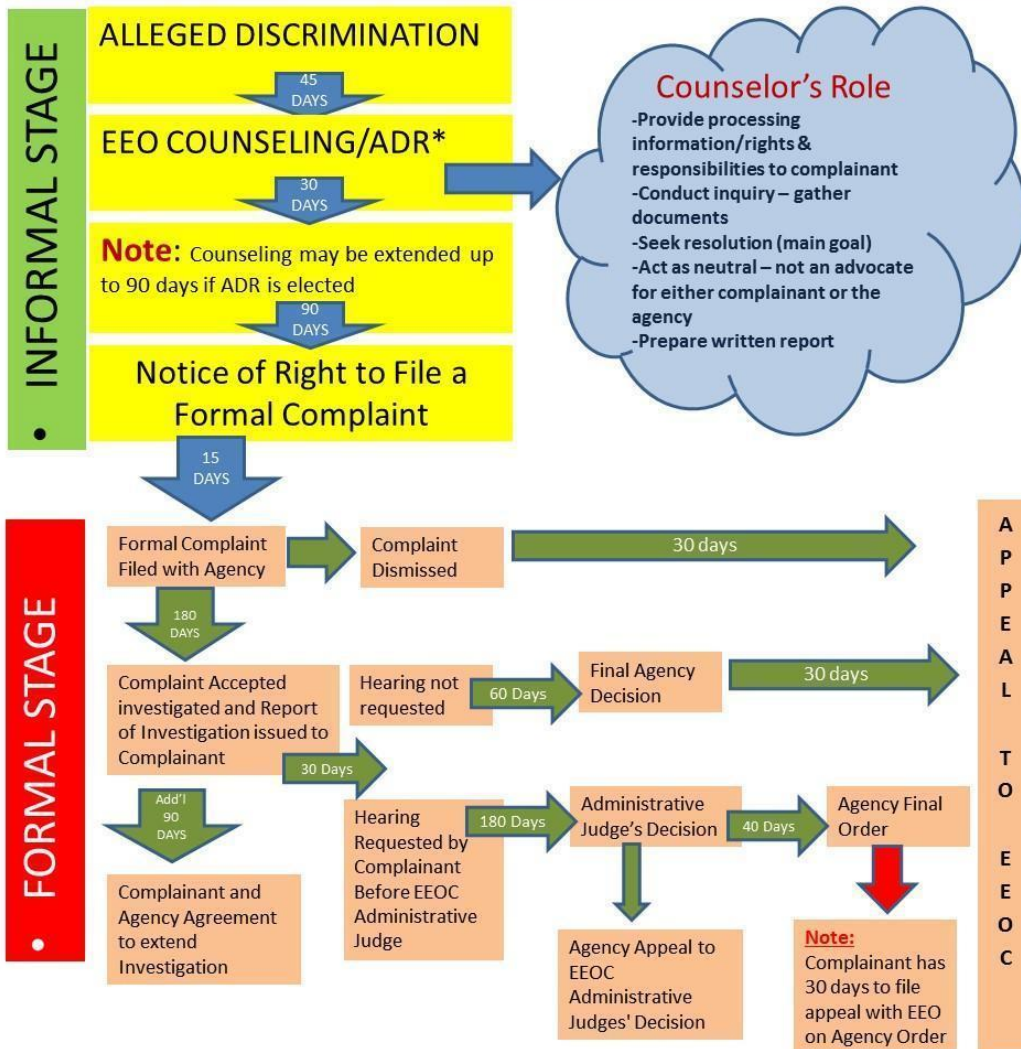 • INFORMAL STAGE
ALLEGED DISCRIMINATION
45
DAYS
EEO COUNSELING/ADR*
30
DAYS
Note: Counseling may be extended up
to 90 days if ADR is elected
90
DAYS
Notice of Right to File a
Formal Complaint
15
DAYS
Counselor's Role
-Provide processing
information/rights &
responsibilities to complainant
-Conduct inquiry – gather
documents
-Seek resolution (main goal)
-Act as neutral – not an advocate
for either complainant or the
agency
-Prepare written report
• FORMAL STAGE
Formal Complaint
Filed with Agency
Complaint
Dismissed
30 days
180
DAYS
Complaint Accepted
investigated and Report
of Investigation issued to
Complainant
Hearing not
requested
60 Days
Final Agency
Decision
30 days
30 Days
Add'l
90
DAYS
Complainant and
Agency Agreement
to extend
Investigation
Hearing
Requested by
Complainant
Before EEOC
Administrative
Judge
180 Days
Administrative
Judge's Decision
40 Days
Agency Final
Order
Agency Appeal to
EEOC
Administrative
Judges' Decision
Note:
Complainant has
30 days to file
appeal with EEO
on Agency Order
APPEAL TO EEOC